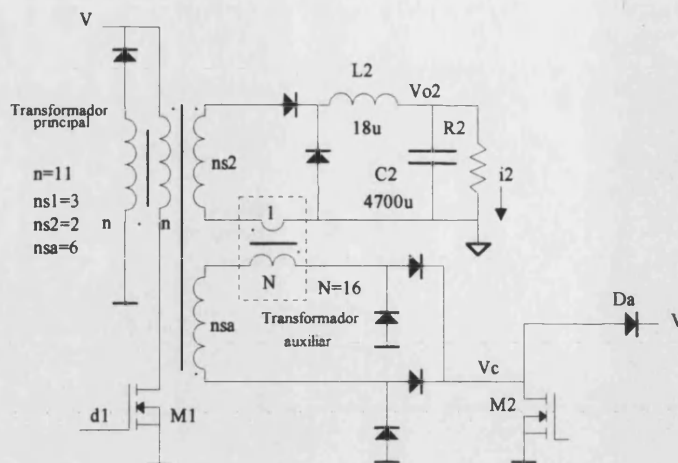 V
L2
Vo2
Transformador
principal
18u
R2
n=11
ns2
C2
i2
ns1=3
1
4700u
ns2=2
n
n
nsa=6
N
N=16
nsa
Transformador
auxiliar
Da
V
Vc
d1
M1
M2